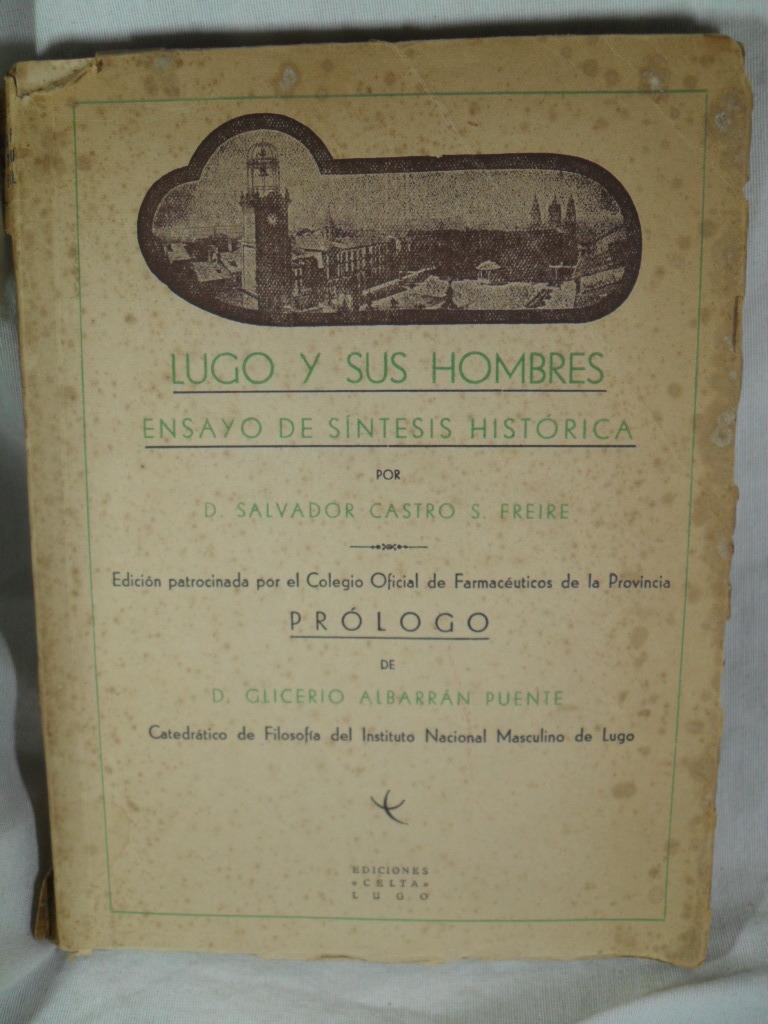 LUGO Y SUS HOMBRES
ENSAYO DE SÍNTESIS HISTÓRICA
POR
D. SALVADOR CASTRO S. FREIRE
Edición patrocinada por el Colegio Oficial de Farmacéuticos de la Provincia
PRÓLOGO
DE
D. GLICERIO ALBARRÁN PUENTE
Catedrático de Filosofía del Instituto Nacional Masculino de Lugo
EDICIONES
«CELTA»
LUGO